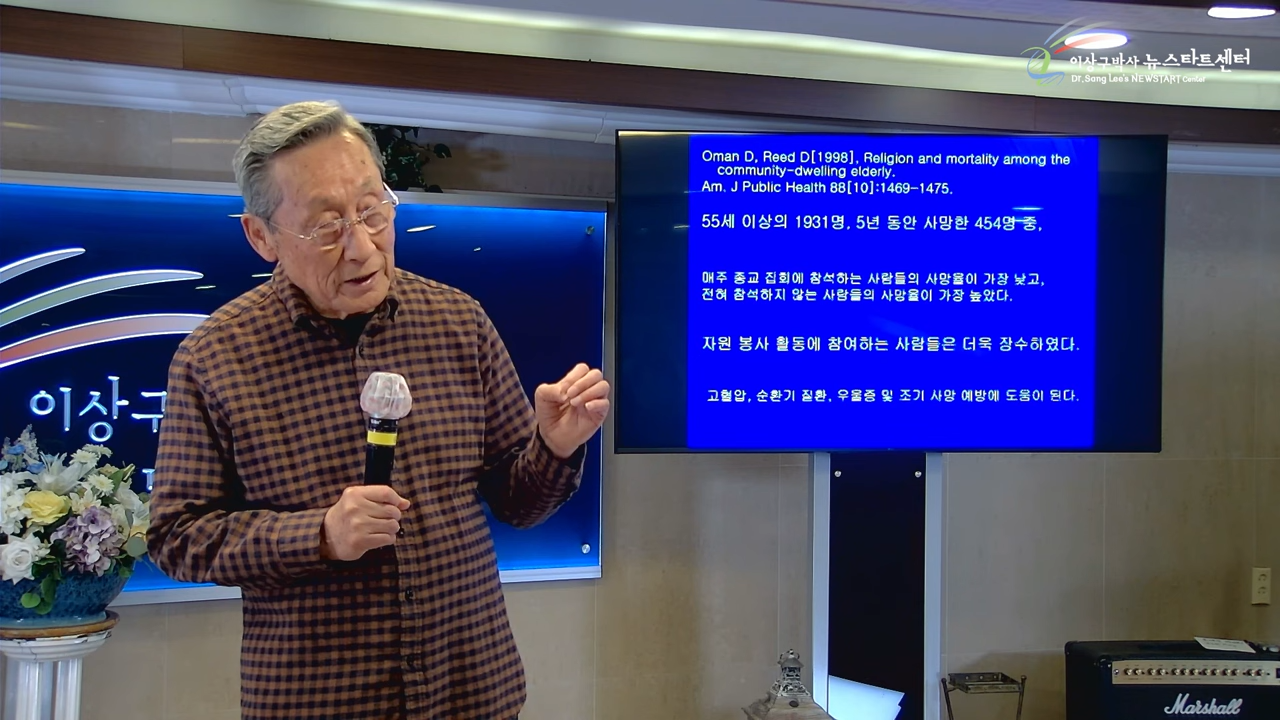 이상구박사 뉴스타트센터
Dr. Sang Lee's NEWSTART Center
Oman D, Reed D[1998], Religion and mortality among the
community-dwelling elderly.
Am. J Public Health 88[10]:1469-1475.
55세 이상의 1931명, 5년 동안 사망한 454명 중,
매주 종교 집회에 참석하는 사람들의 사망율이 가장 낮고,
전혀 참석하지 않는 사람들의 사망율이 가장 높았다.
자원 봉사 활동에 참여하는 사람들은 더욱 장수하였다.
고혈압, 순환기 질환, 우울증 및 조기 사망 예방에 도움이 된다.
이상구
Marshall